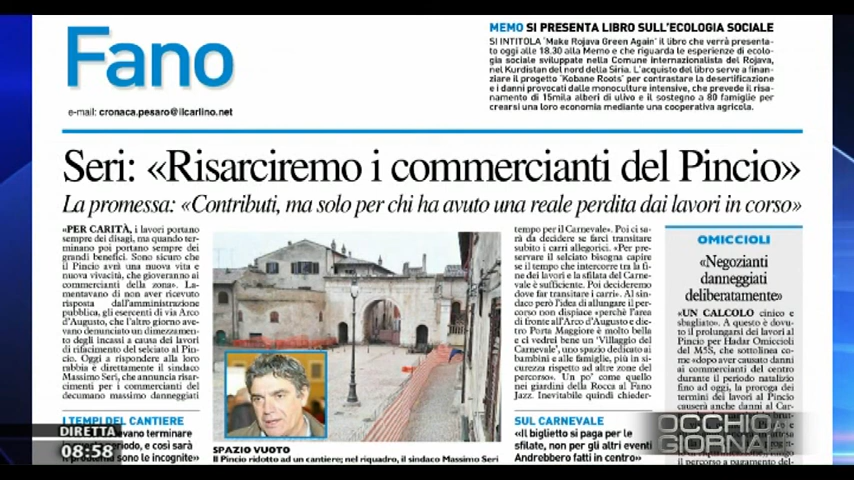 Fano
e-mail: cronaca.pesaro@ilcarlino.net
MEMO SI PRESENTA LIBRO SULL'ECOLOGIA SOCIALE
SI INTITOLA 'Make Rojava Green Again' il libro che verrà presenta-
to oggi alle 18.30 alla Memo e che riguarda le esperienze di ecolo-
gia sociale sviluppate nella Comune internazionalista del Rojava,
nel Kurdistan del nord della Siria. L'acquisto del libro serve a finan-
ziare il progetto 'Kobane Roots' per contrastare la desertificazione
e i danni provocati dalle monoculture intensive, che prevede il risa-
namento di 15mila alberi di ulivo e il sostegno a 80 famiglie per
crearsi una loro economia mediante una cooperativa agricola.
Seri: «Risarciremo i commercianti del Pincio»
La promessa: «Contributi, ma solo per chi ha avuto una reale perdita dai lavori in corso»
«PER CARITÀ, i lavori portano
sempre dei disagi, ma quando ter-
minano poi portano sempre dei
grandi benefici. Sono sicuro che
il Pincio avrà una nuova vita e
nuova vivacità, che gioveranno ai
commercianti della zona». La-
mentavano di non aver ricevuto
risposta dall'amministrazione
pubblica, gli esercenti di via Arco
d'Augusto, che l'altro giorno ave-
vano denunciato un dimezzamen-
to degli incassi a causa dei lavori
di rifacimento del selciato al Pin-
cio. Oggi a rispondere alla loro
rabbia è direttamente il sindaco
Massimo Seri, che annuncia risar-
cimenti per i commercianti del
decumano massimo danneggiati
I TEMPI DEL CANTIERE
evano terminare
periodo, e così sarà
problema sono le incognite»
SPAZIO VUOTO
Il Pincio ridotto ad un cantiere; nel riquadro, il sindaco Massimo Seri
tempo per il Carnevale». Poi ci sa-
rà da decidere se farci transitare
subito i carri allegorici. «Per pre-
servare il selciato bisogna capire
se il tempo che intercorre tra la fi-
ne dei lavori e la sfilata del Carne-
vale è sufficiente. Poi decideremo
dove far transitare i carri». Al sin-
daco però l'idea di allungare il per-
corso non dispiace «perché l'area
di fronte all'Arco d'Augusto e die-
tro Porta Maggiore è molto bella
e ci vedrei bene un 'Villaggio del
Carnevale', uno spazio dedicato ai
bambini e alle famiglie, più in si-
curezza rispetto ad altre zone del
percorso». Un po' come quello
nei giardini della Rocca al Fano
Jazz. Inevitabile quindi chieder-
SUL CARNEVALE
«Il biglietto si paga per le
sfilate, non per gli altri eventi
Andrebbero fatti in centro»
OMICCIOLI
«Negozianti
danneggiati
deliberatamente»
«UN CALCOLO cinico e
sbagliato». A questo è dovu-
to il prolungarsi dei lavori al
Pincio per Hadar Omiccioli
del M5S, che sottolinea co-
me «dopo aver causato danni
ai commercianti del centro
durante il periodo natalizio
fino ad oggi, la proroga dei
termini dei lavori al Pincio
causerà anche danni al Car-
DIRETTA
08:58
OCCHIO
GIORNALE